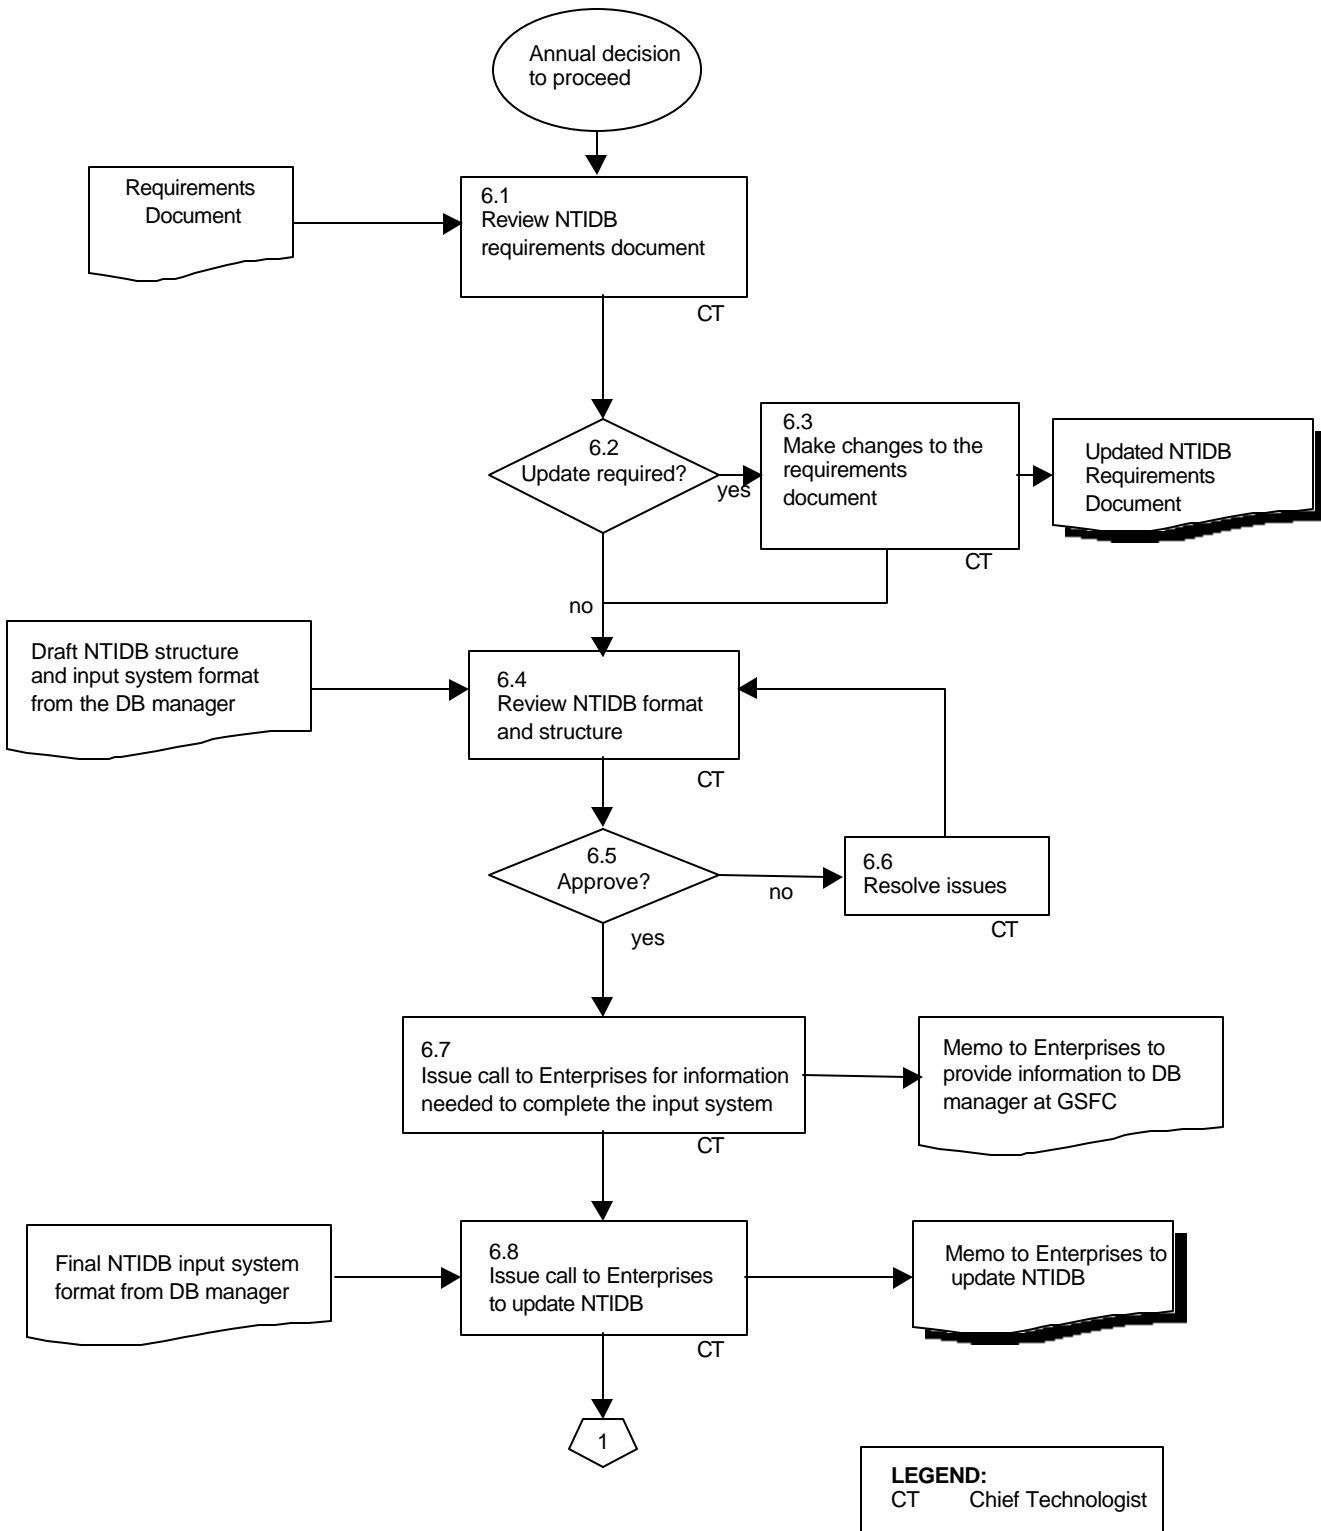 Annual decision
to proceed
Requirements
Document
6.1
Review NTIDB
requirements document
CT
6.2
Update required?
yes
6.3
Make changes to the
requirements
document
CT
Updated NTIDB
Requirements
Document
no
Draft NTIDB structure
and input system format
from the DB manager
6.4
Review NTIDB format
and structure
CT
6.5
Approve?
no
6.6
Resolve issues
CT
yes
6.7
Issue call to Enterprises for information
needed to complete the input system
CT
Memo to Enterprises to
provide information to DB
manager at GSFC
Final NTIDB input system
format from DB manager
6.8
Issue call to Enterprises
to update NTIDB
CT
Memo to Enterprises to
update NTIDB
1
LEGEND:
CT Chief Technologist